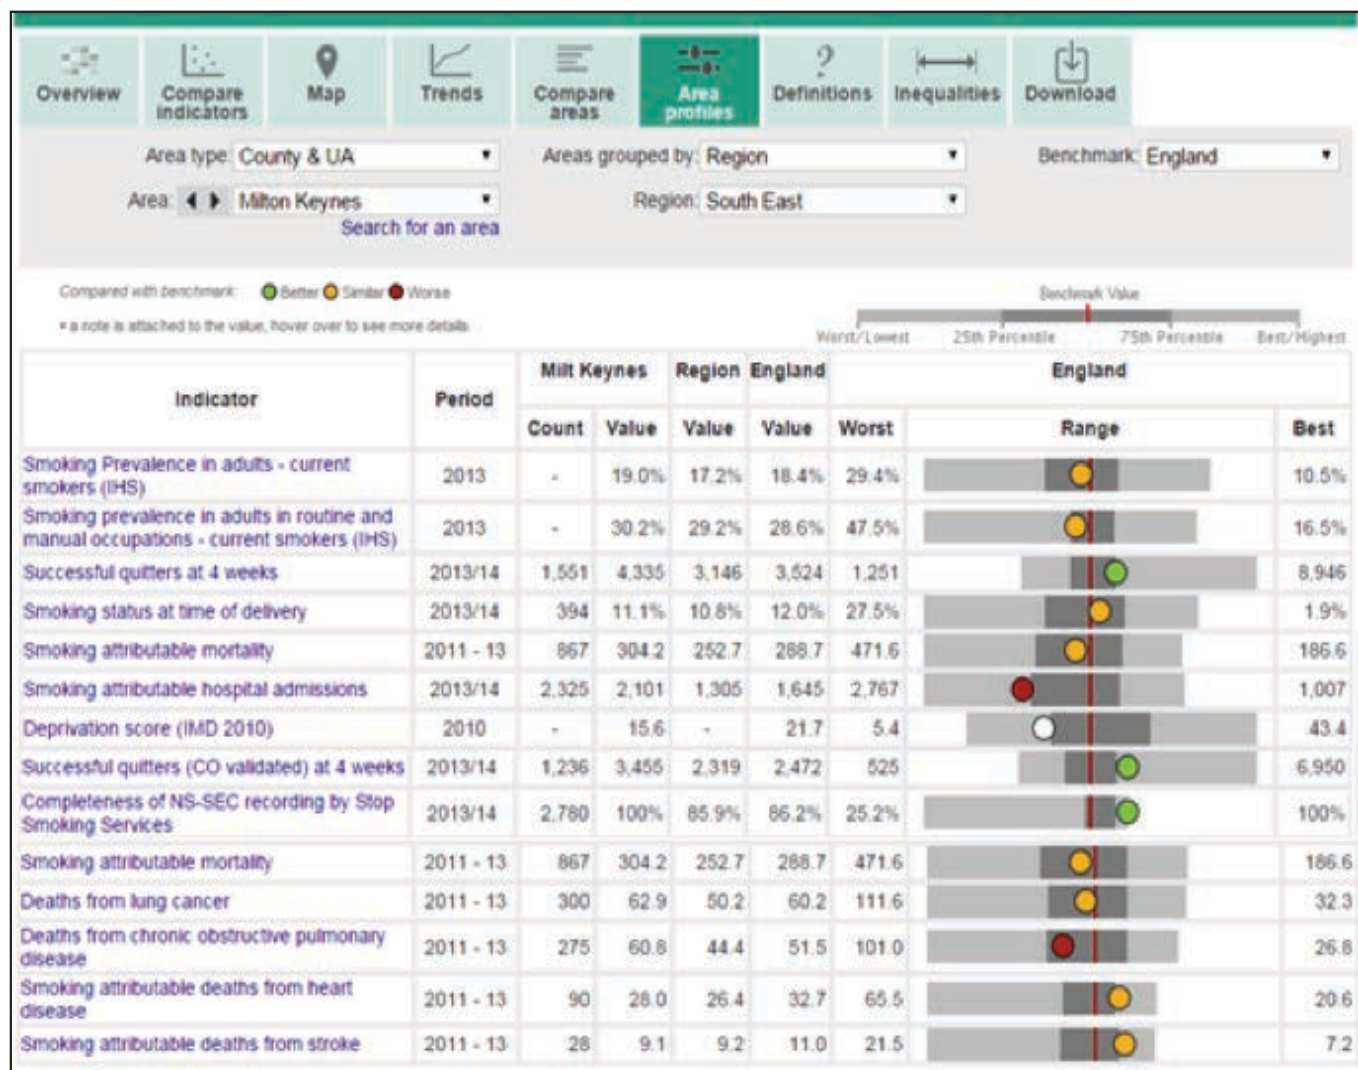 Overview
Compare
indicators
Map
Trends
Compare
areas
Area
profiles
Definitions
Inequalities
Download
Area type: County & UA
Areas grouped by: Region
Benchmark: England
Area: Milton Keynes
Region: South East
Search for an area
Compared with benchmark: Better Similar Worse
* a note is attached to the value, hover over to see more details
Benchmark Value
Worst/Lowest 25th Percentile 75th Percentile Best/Highest
Indicator Period Milt Keynes Region England England
Count Value Value Value Worst Range Best
Smoking Prevalence in adults - current
smokers (IHS) 2013 - 19.0% 17.2% 18.4% 29.4% 10.5%
Smoking prevalence in adults in routine and
manual occupations - current smokers (IHS) 2013 - 30.2% 29.2% 28.6% 47.5% 16.5%
Successful quitters at 4 weeks 2013/14 1,551 4,335 3,146 3,524 1,251 8,946
Smoking status at time of delivery 2013/14 394 11.1% 10.8% 12.0% 27.5% 1.9%
Smoking attributable mortality 2011 - 13 867 304.2 252.7 288.7 471.6 186.6
Smoking attributable hospital admissions 2013/14 2,325 2,101 1,305 1,645 2,767 1,007
Deprivation score (IMD 2010) 2010 - 15.6 - 21.7 5.4 43.4
Successful quitters (CO validated) at 4 weeks 2013/14 1,236 3,455 2,319 2,472 525 6,950
Completeness of NS-SEC recording by Stop
Smoking Services 2013/14 2,780 100% 85.9% 86.2% 25.2% 100%
Smoking attributable mortality 2011 - 13 867 304.2 252.7 288.7 471.6 186.6
Deaths from lung cancer 2011 - 13 300 62.9 50.2 60.2 111.6 32.3
Deaths from chronic obstructive pulmonary
disease 2011 - 13 275 60.8 44.4 51.5 101.0 26.8
Smoking attributable deaths from heart
disease 2011 - 13 90 28.0 26.4 32.7 65.5 20.6
Smoking attributable deaths from stroke 2011 - 13 28 9.1 9.2 11.0 21.5 7.2